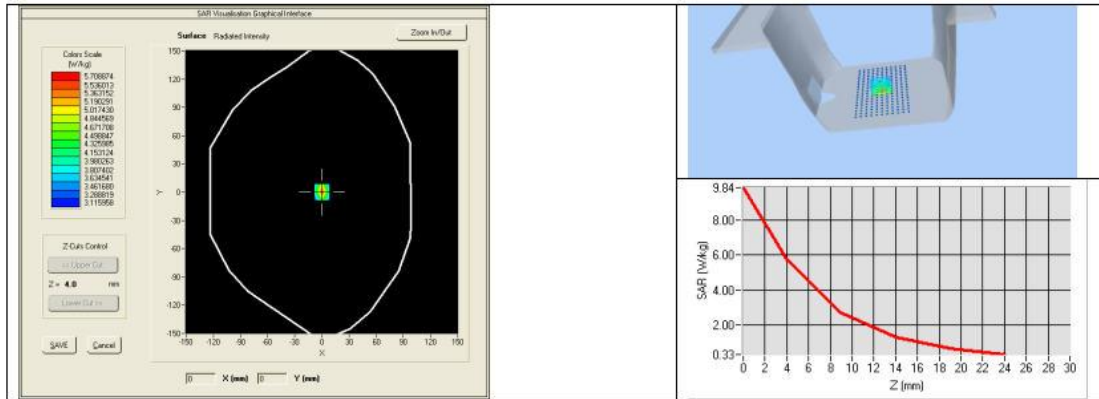 SAR Visualisation Graphical Interface
Surface Radiated Intensity
Zoom In/Out
Colors Scale
(W/kg)
5.708874
5.536013
5.363152
5.190291
5.017430
4.844569
4.671708
4.498847
4.325985
4.153124
3.980263
3.807402
3.634541
3.461680
3.288819
3.115958
Z-Cuts Control
<< Upper Cut
Z = 4.0 mm
Lower Cut >>
SAVE
Cancel
150
120
90
60
30
0
-30
-60
-90
-120
-150
Y
-150 -120 -90 -60 -30 0 30 60 90 120 150
X
0 X (mm) 0 Y (mm)
9.84
8.00
6.00
4.00
2.00
0.33
SAR (W/kg)
0 2 4 6 8 10 12 14 16 18 20 22 24 26 28 30
Z (mm)